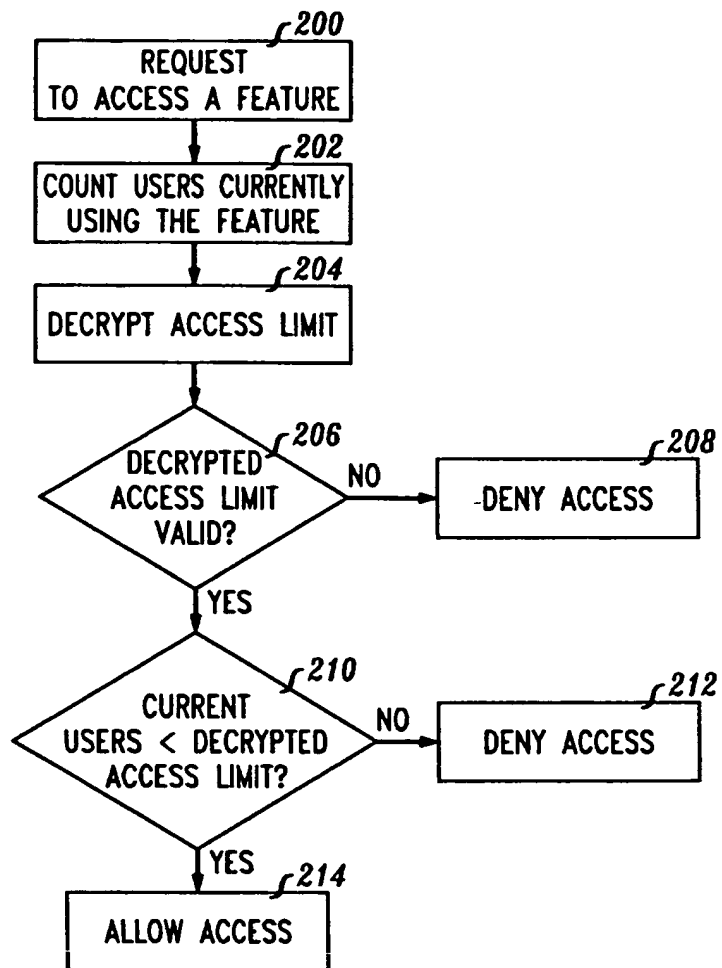 200
REQUEST
TO ACCESS A FEATURE
202
COUNT USERS CURRENTLY
USING THE FEATURE
204
DECRYPT ACCESS LIMIT
206
DECRYPTED
ACCESS LIMIT
VALID?
NO
208
DENY ACCESS
YES
210
CURRENT
USERS < DECRYPTED
ACCESS LIMIT?
NO
212
DENY ACCESS
YES
214
ALLOW ACCESS